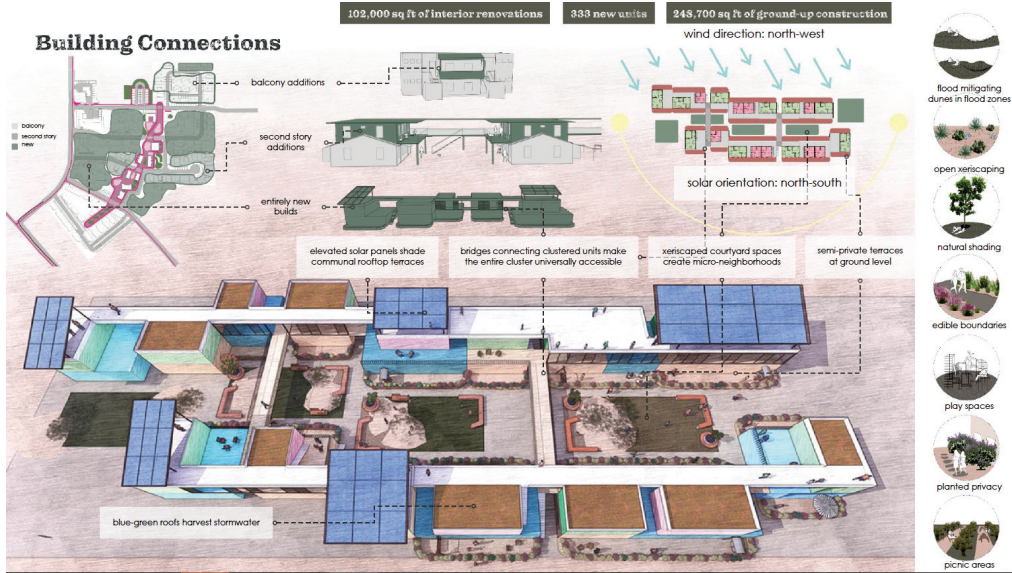 102,000 sq ft of interior renovations
333 new units
248,700 sq ft of ground-up construction
Building Connections
wind direction: north-west
balcony additions
balcony
second story
new
second story
additions
entirely new
builds
solar orientation: north-south
elevated solar panels shade
communal rooftop terraces
bridges connecting clustered units make
the entire cluster universally accessible
xeriscaped courtyard spaces
create micro-neighborhoods
semi-private terraces
at ground level
blue-green roofs harvest stormwater
flood mitigating
dunes in flood zones
open xeriscaping
natural shading
edible boundaries
play spaces
planted privacy
picnic areas